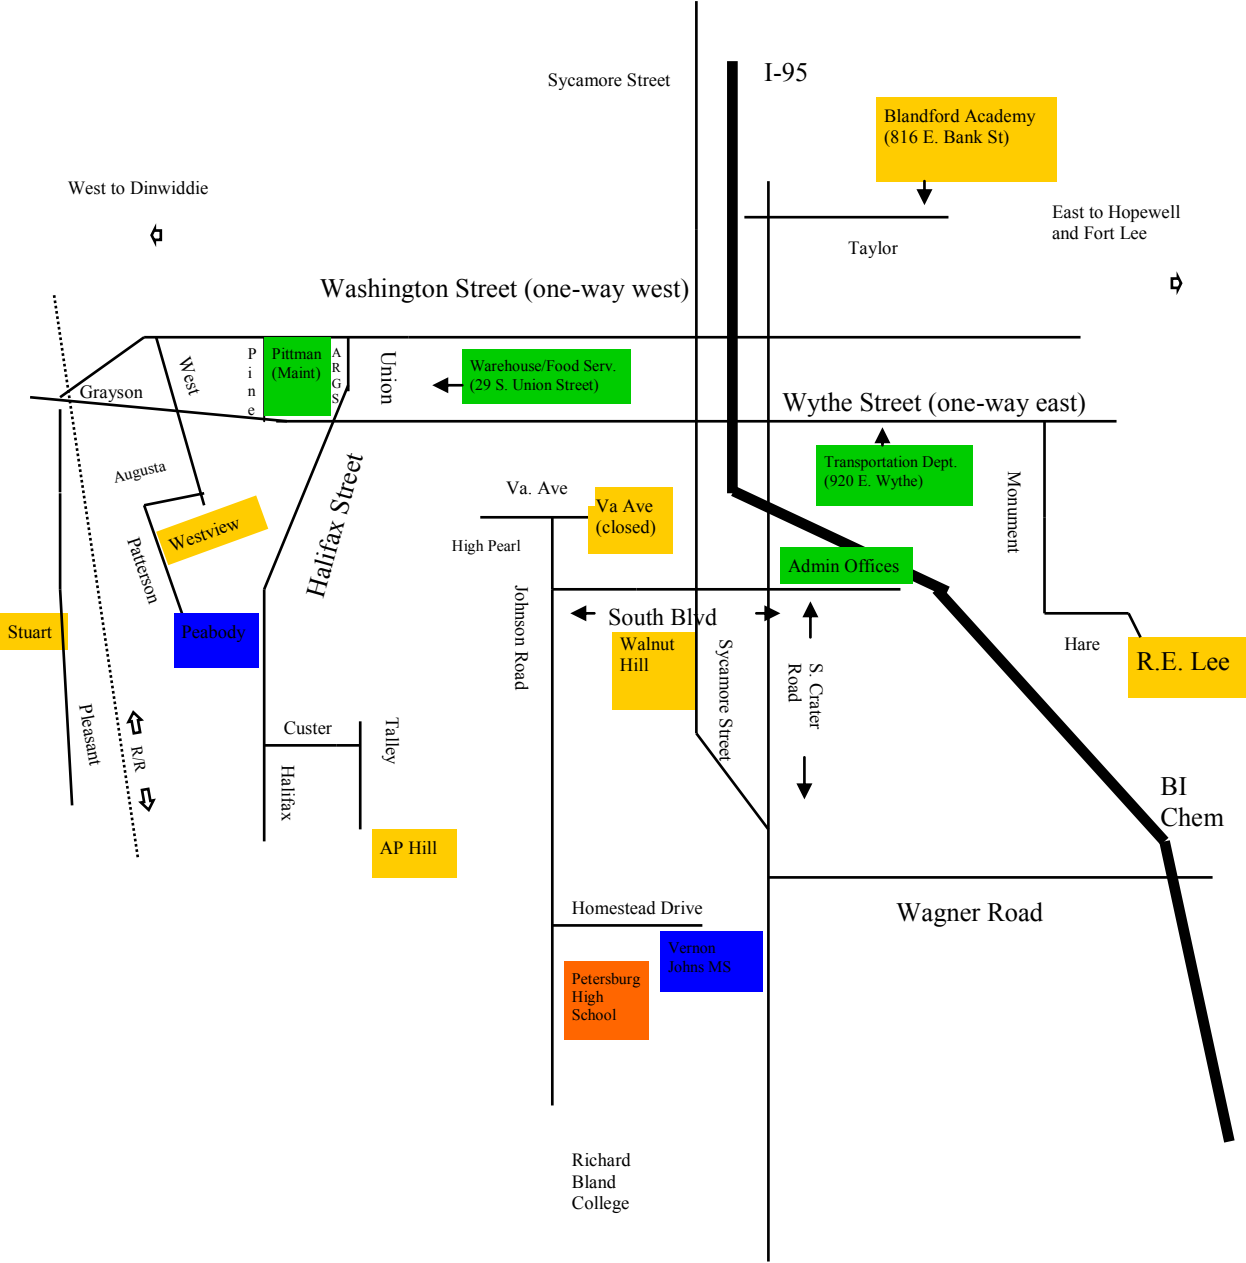 Sycamore Street
I-95
Blandford Academy
(816 E. Bank St)
West to Dinwiddie
East to Hopewell
and Fort Lee
Taylor
Washington Street (one-way west)
Pine
Pittman
(Maint)
ARGS
Union
West
Grayson
Warehouse/Food Serv.
(29 S. Union Street)
Wythe Street (one-way east)
Transportation Dept.
(920 E. Wythe)
Monument
Augusta
Westview
Patterson
Halifax Street
Va. Ave
Va Ave
(closed)
High Pearl
Admin Offices
Johnson Road
South Blvd
Stuart
Peabody
Walnut
Hill
Sycamore Street
S. Crater
Road
Hare
R.E. Lee
Pleasant
R/R
Custer
Talley
Halifax
AP Hill
BI
Chem
Homestead Drive
Wagner Road
Vernon
Johns MS
Petersburg
High
School
Richard
Bland
College